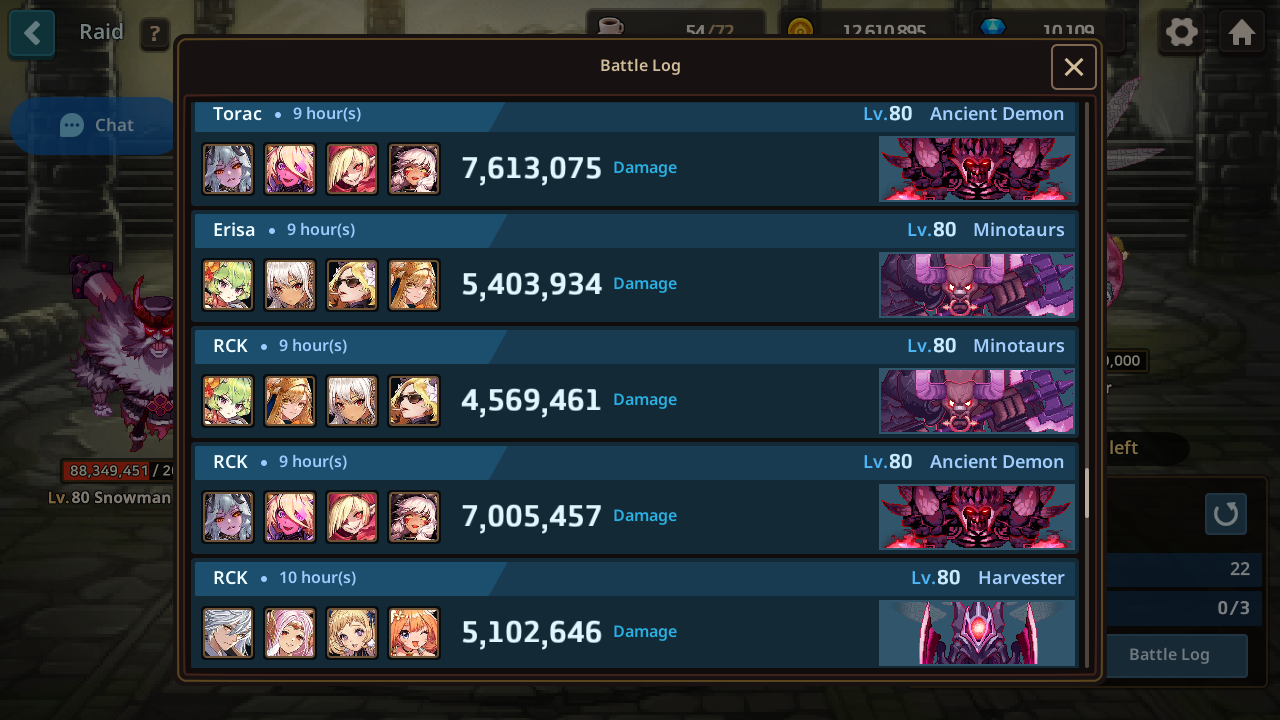 Raid ? 54/72 12,610,895 10,109
Battle Log
Chat
Torac • 9 hour(s) Lv.80 Ancient Demon
7,613,075 Damage
Erisa • 9 hour(s) Lv.80 Minotaurs
5,403,934 Damage
RCK • 9 hour(s) Lv.80 Minotaurs
4,569,461 Damage
RCK • 9 hour(s) Lv.80 Ancient Demon
7,005,457 Damage
RCK • 10 hour(s) Lv.80 Harvester
5,102,646 Damage
88,349,451 / 20
Lv.80 Snowman
0,000
r
left
22
0/3
Battle Log